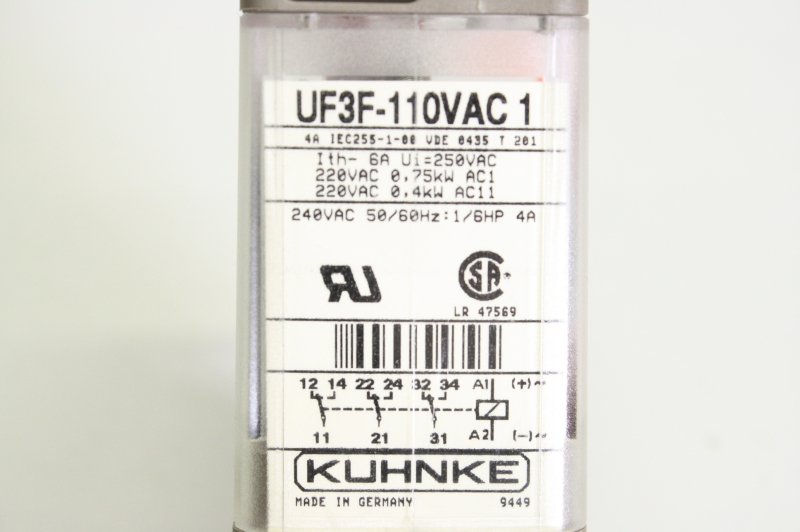 UF3F-110VAC 1
4A IEC255-1-00 VDE 0435 T 201
Ith- 6A Ui=250VAC
220VAC 0,75kW AC1
220VAC 0,4kW AC11
240VAC 50/60Hz:1/6HP 4A
RU SA
LR 47569
12 14 22 24 32 34 A1 (+)~
11 21 31 A2 (-)~
KUHNKE
MADE IN GERMANY 9449